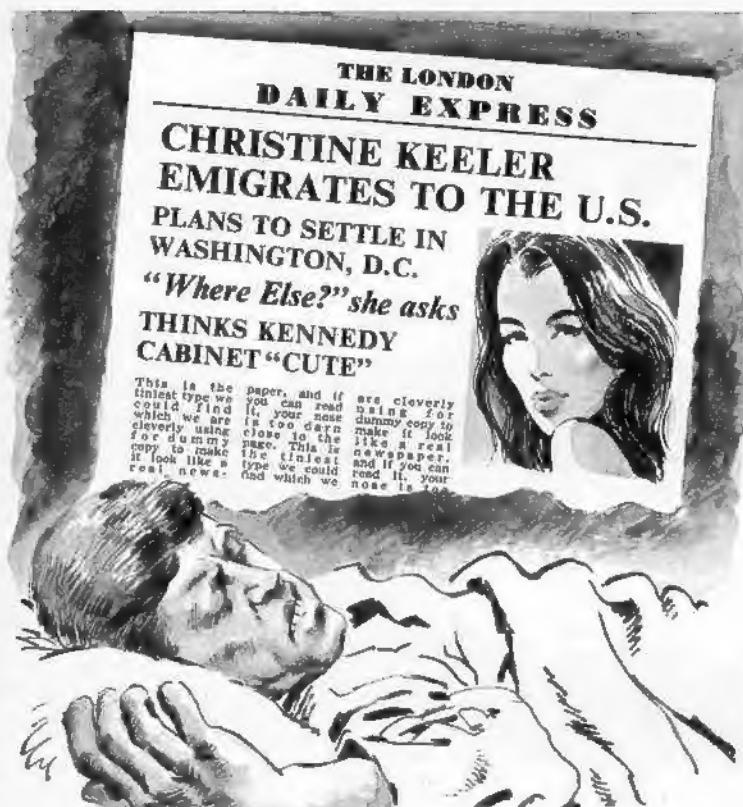 THE LONDON
DAILY EXPRESS
CHRISTINE KEELER
EMIGRATES TO THE U.S.
PLANS TO SETTLE IN
WASHINGTON, D.C.
"Where Else?" she asks
THINKS KENNEDY
CABINET "CUTE"
This is the
tiniest type we
could find
which we are
cleverly using
for dummy
copy to make
it look like a
real news-
paper, and if
you can read
it, your nose
is too darn
close to the
page. This is
the tiniest
type we could
find which we
are cleverly
using for
dummy copy to
make it look
like a real
newspaper,
and if you can
read it, your
nose is too